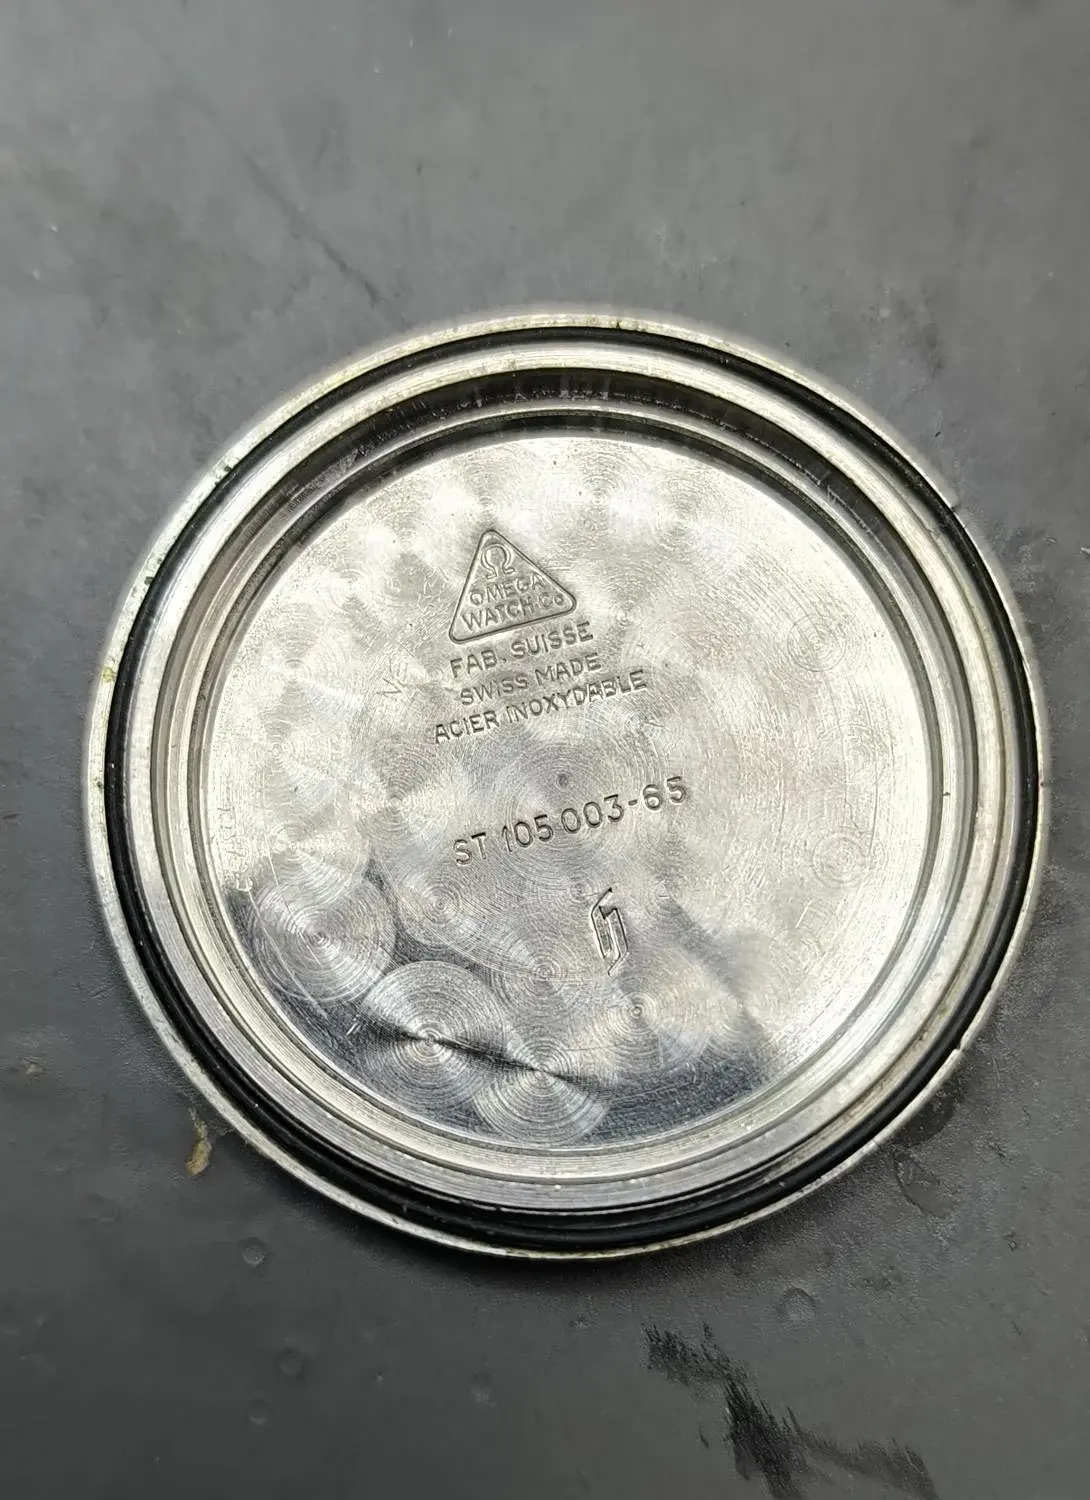 Ω
OMEGA
WATCH Co
FAB. SUISSE
SWISS MADE
ACIER INOXYDABLE
ST 105 003-65